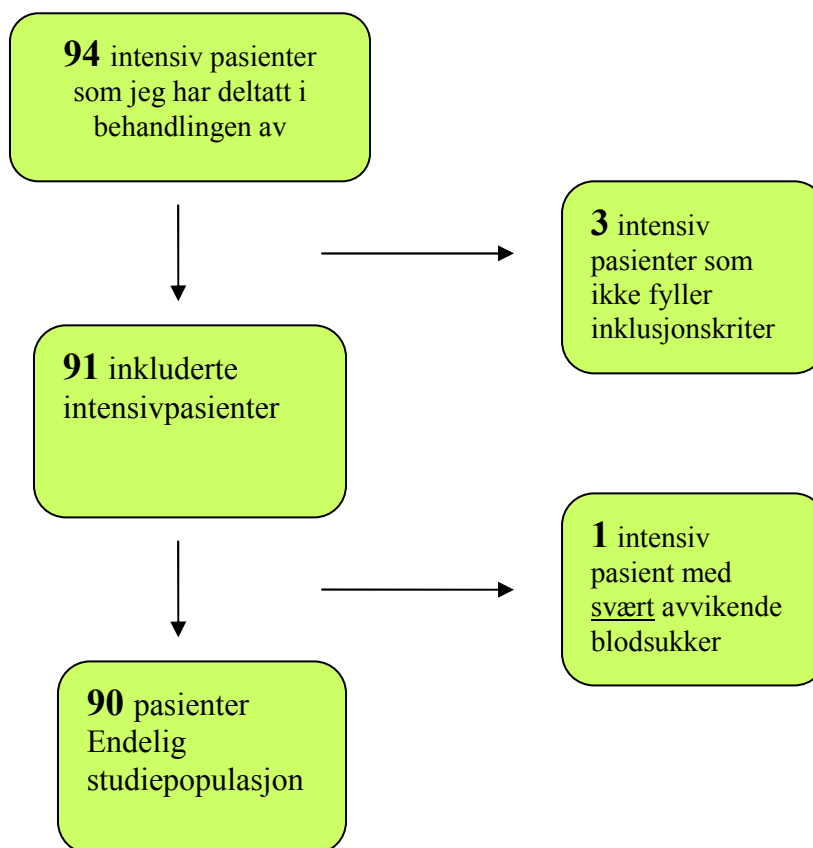 94 intensiv pasienter
som jeg har deltatt i
behandlingen av
3 intensiv
pasienter som
ikke fyller
inklusjonskriter
91 inkluderte
intensivpasienter
1 intensiv
pasient med
svært avvikende
blodsukker
90 pasienter
Endelig
studiepopulasjon